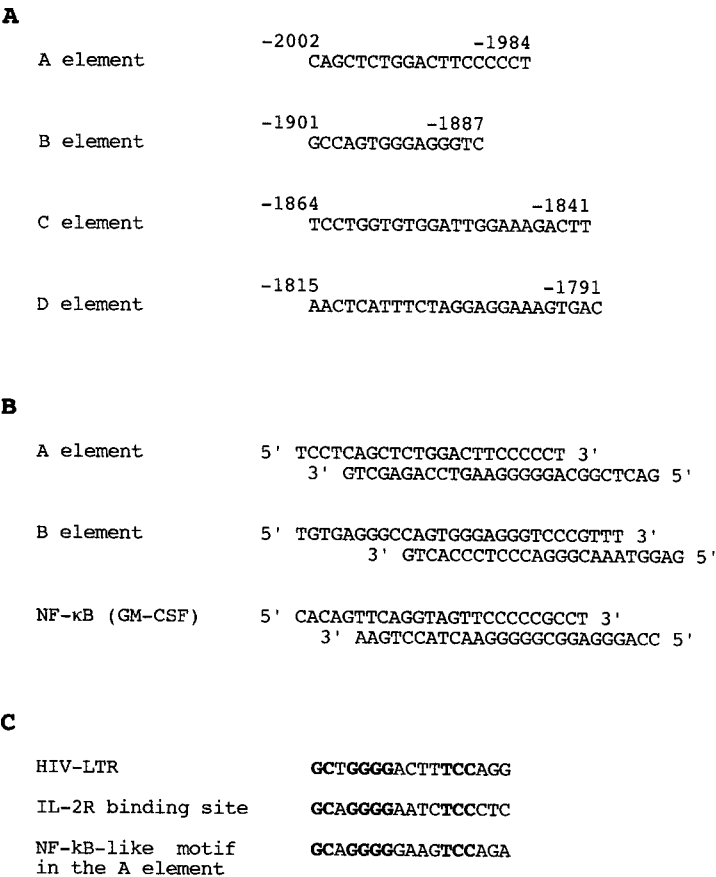 A
-2002 -1984
A element CAGCTCTGGACTTCCCCCT
-1901 -1887
B element GCCAGTGGGAGGGTC
-1864 -1841
C element TCCTGGTGTGGATTGGAAAGACTT
-1815 -1791
D element AACTCATTTCTAGGAGGAAAGTGAC
B
A element 5' TCCTCAGCTCTGGACTTCCCCCT 3'
3' GTCGAGACCTGAAGGGGGACGGCTCAG 5'
B element 5' TGTGAGGGCCAGTGGGAGGGTCCCGTTT 3'
3' GTCACCCTCCCAGGGCAAATGGAG 5'
NF-κB (GM-CSF) 5' CACAGTTCAGGTAGTTCCCCCGCCT 3'
3' AAGTCCATCAAGGGGGCGGAGGGACC 5'
C
HIV-LTR GCTGGGGACTTTCCAGG
IL-2R binding site GCAGGGGAATCTCCCTC
NF-kB-like motif GCAGGGGGAAGTCCAGA
in the A element